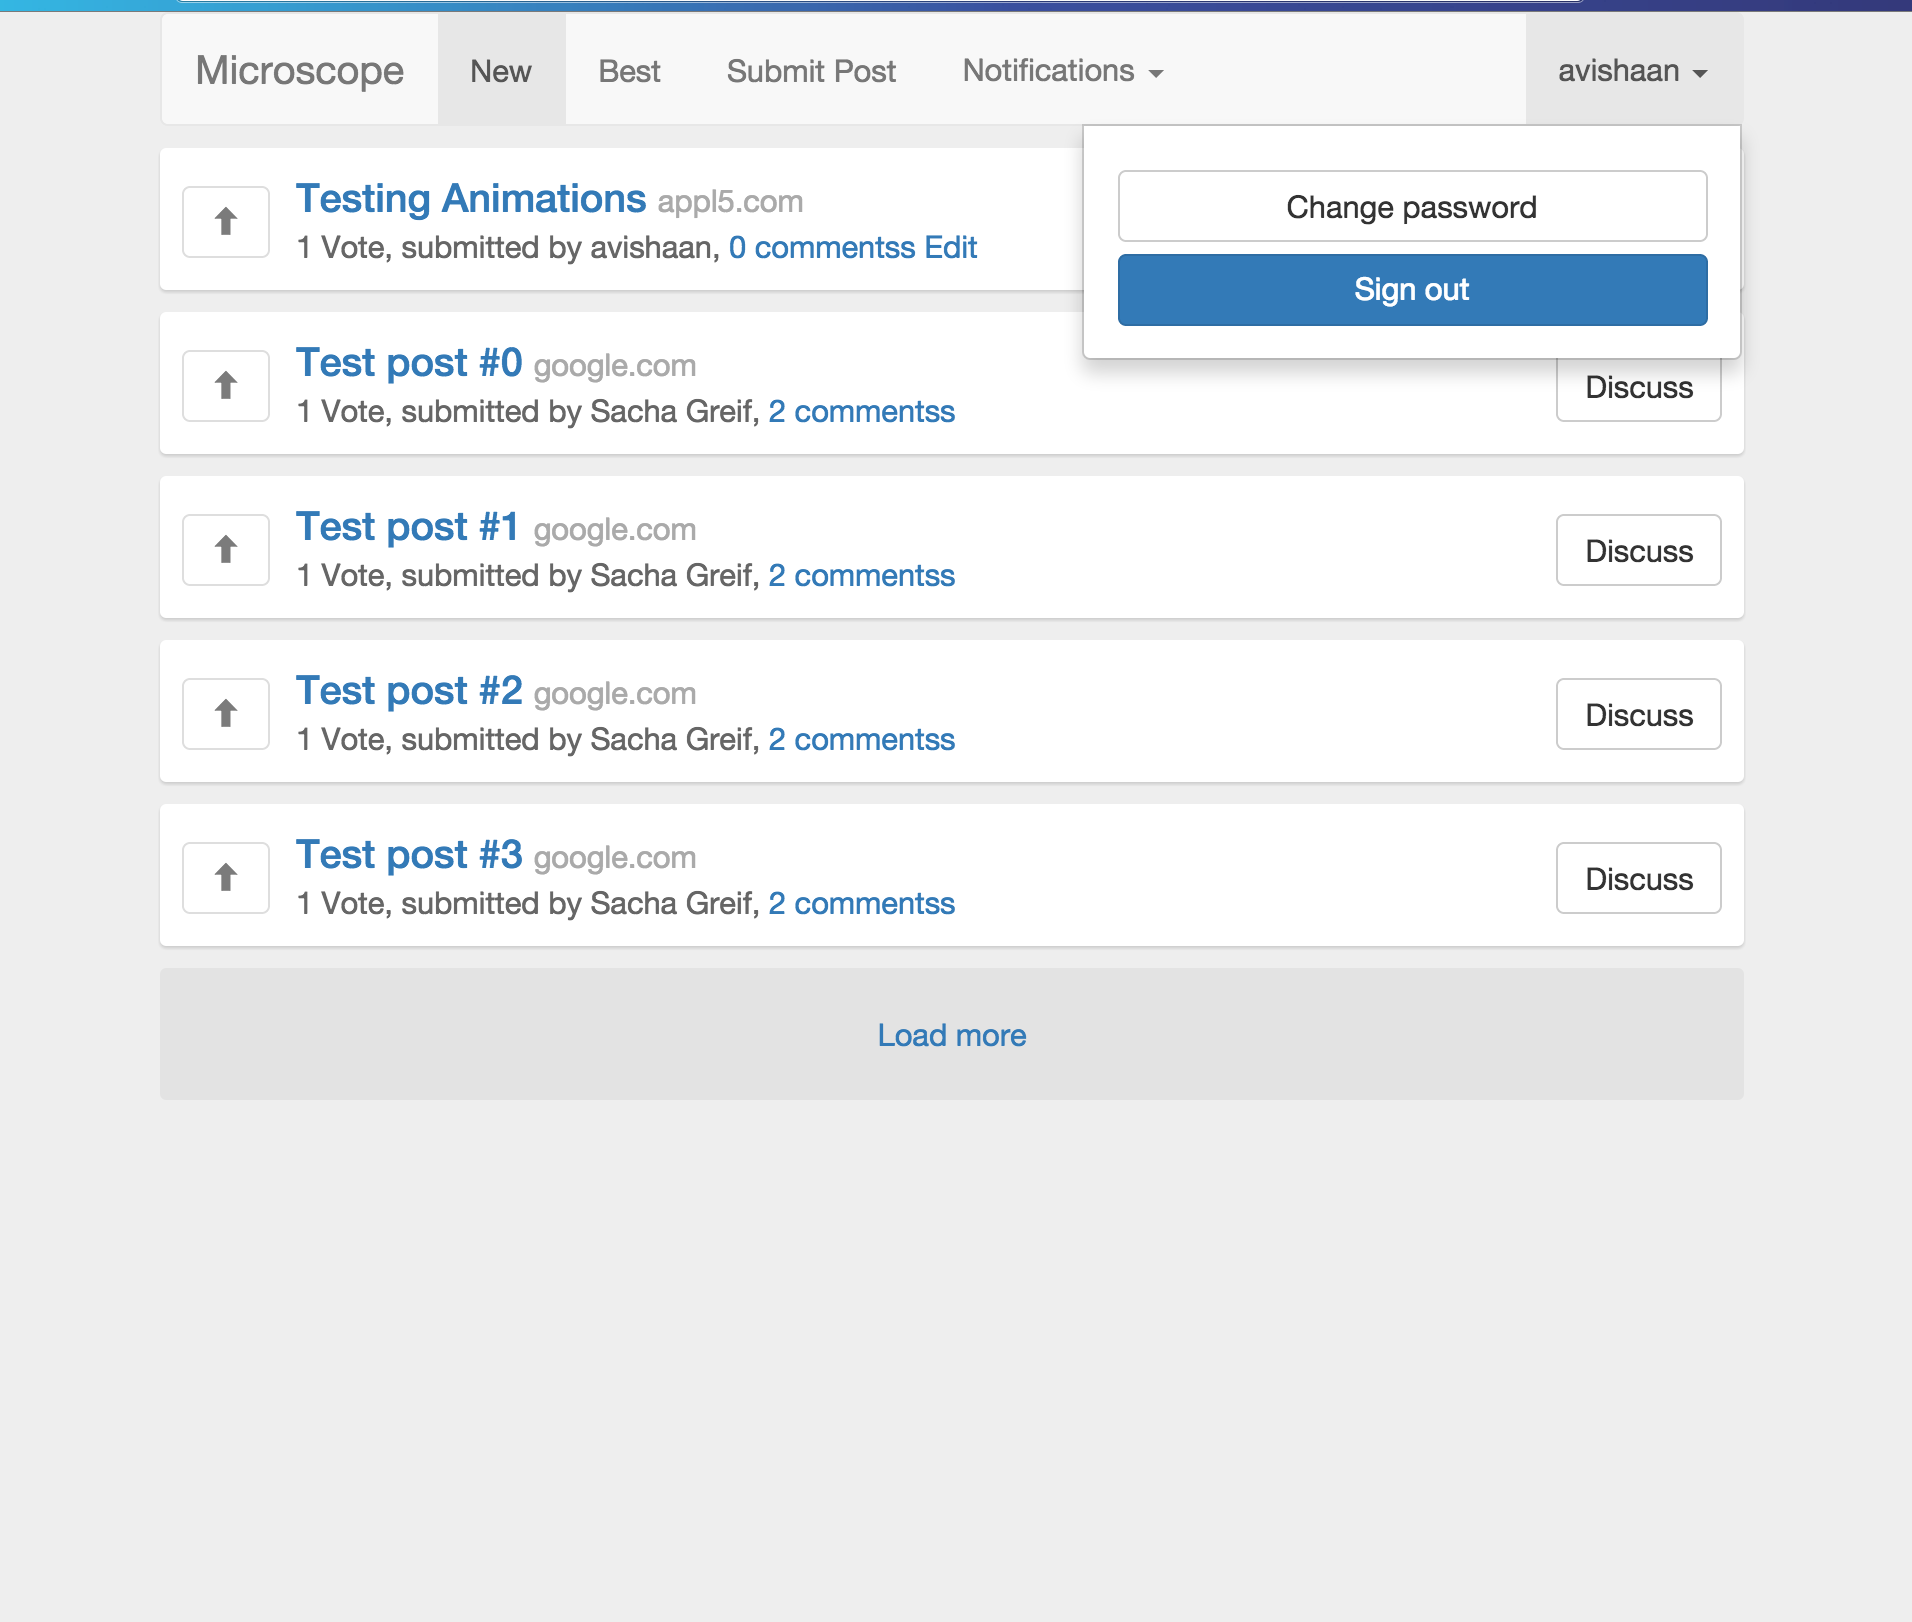 Microscope New Best Submit Post Notifications avishaan
Change password
Sign out
Testing Animations appl5.com
1 Vote, submitted by avishaan, 0 commentss Edit
Test post #0 google.com
1 Vote, submitted by Sacha Greif, 2 commentss
Discuss
Test post #1 google.com
1 Vote, submitted by Sacha Greif, 2 commentss
Discuss
Test post #2 google.com
1 Vote, submitted by Sacha Greif, 2 commentss
Discuss
Test post #3 google.com
1 Vote, submitted by Sacha Greif, 2 commentss
Discuss
Load more